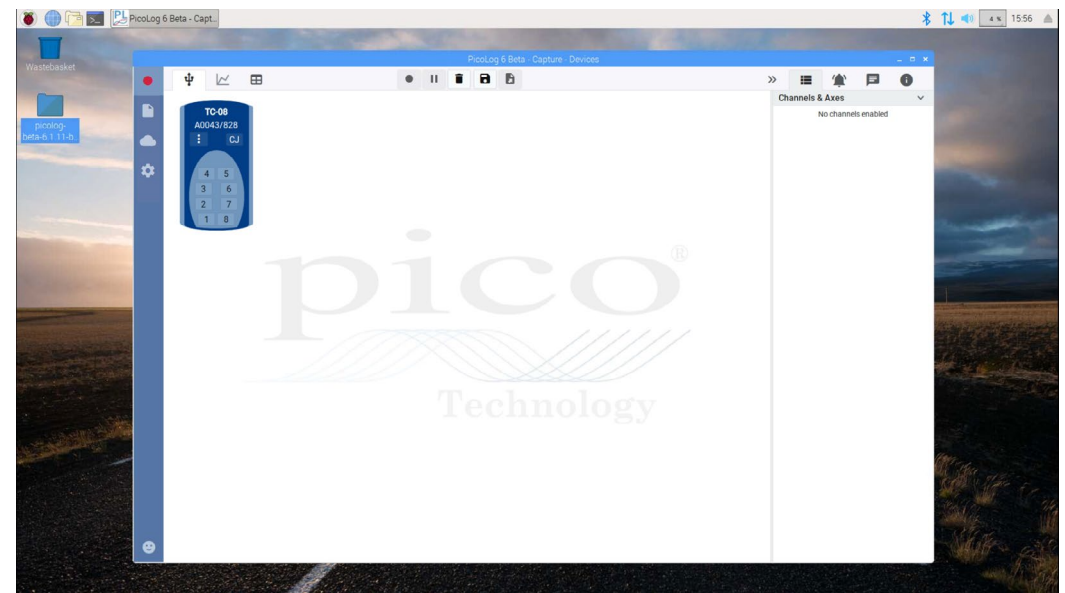 PicoLog 6 Beta - Capt..
4 %
15:56
Wastebasket
picolog-
beta-6.1.11-b...
PicoLog 6 Beta - Capture - Devices
Channels & Axes
No channels enabled
TC-08
A0043/828
CJ
4 5
3 6
2 7
1 8
pico®
Technology